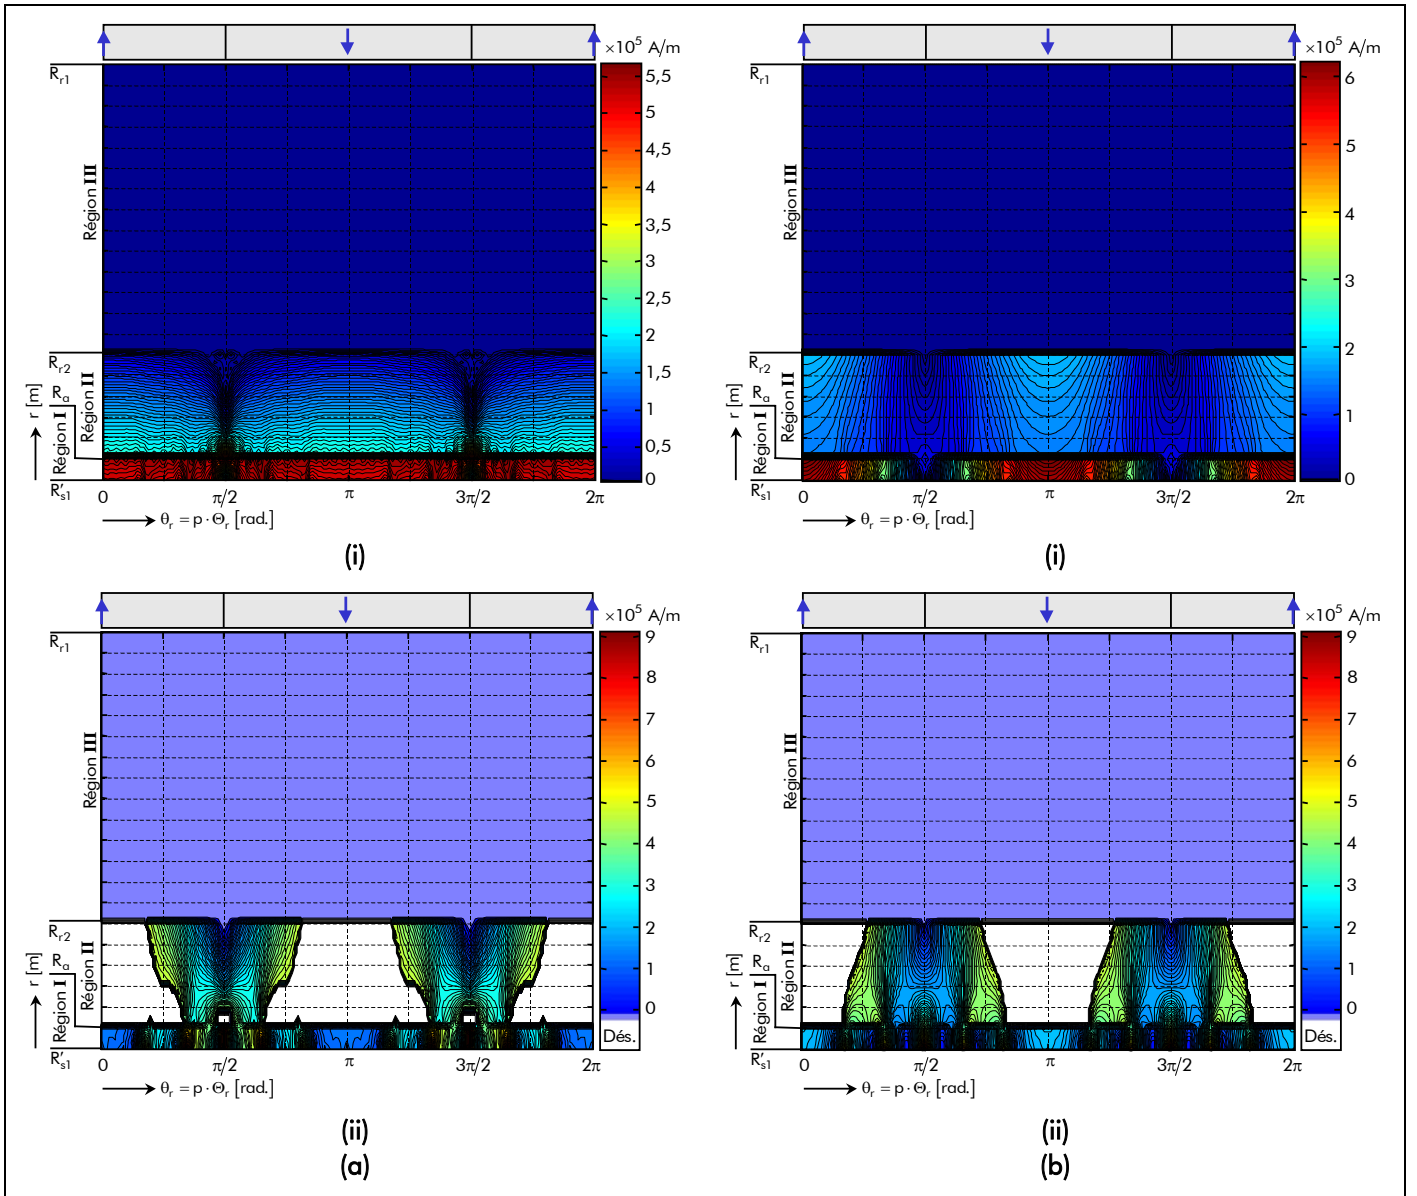 ×10⁵ A/m
R_r1
5,5
5
4,5
4
3,5
3
2,5
2
1,5
1
0,5
0
Région III
R_r2
R_a
Région II
Région I
r [m]
R'_s1
0 π/2 π 3π/2 2π
θ_r = p · Θ_r [rad.]
(i)
×10⁵ A/m
R_r1
6
5
4
3
2
1
0
Région III
R_r2
R_a
Région II
Région I
r [m]
R'_s1
0 π/2 π 3π/2 2π
θ_r = p · Θ_r [rad.]
(i)
×10⁵ A/m
R_r1
9
8
7
6
5
4
3
2
1
0
Dés.
Région III
R_r2
R_a
Région II
Région I
r [m]
R'_s1
0 π/2 π 3π/2 2π
θ_r = p · Θ_r [rad.]
(ii)
(a)
×10⁵ A/m
R_r1
9
8
7
6
5
4
3
2
1
0
Dés.
Région III
R_r2
R_a
Région II
Région I
r [m]
R'_s1
0 π/2 π 3π/2 2π
θ_r = p · Θ_r [rad.]
(ii)
(b)